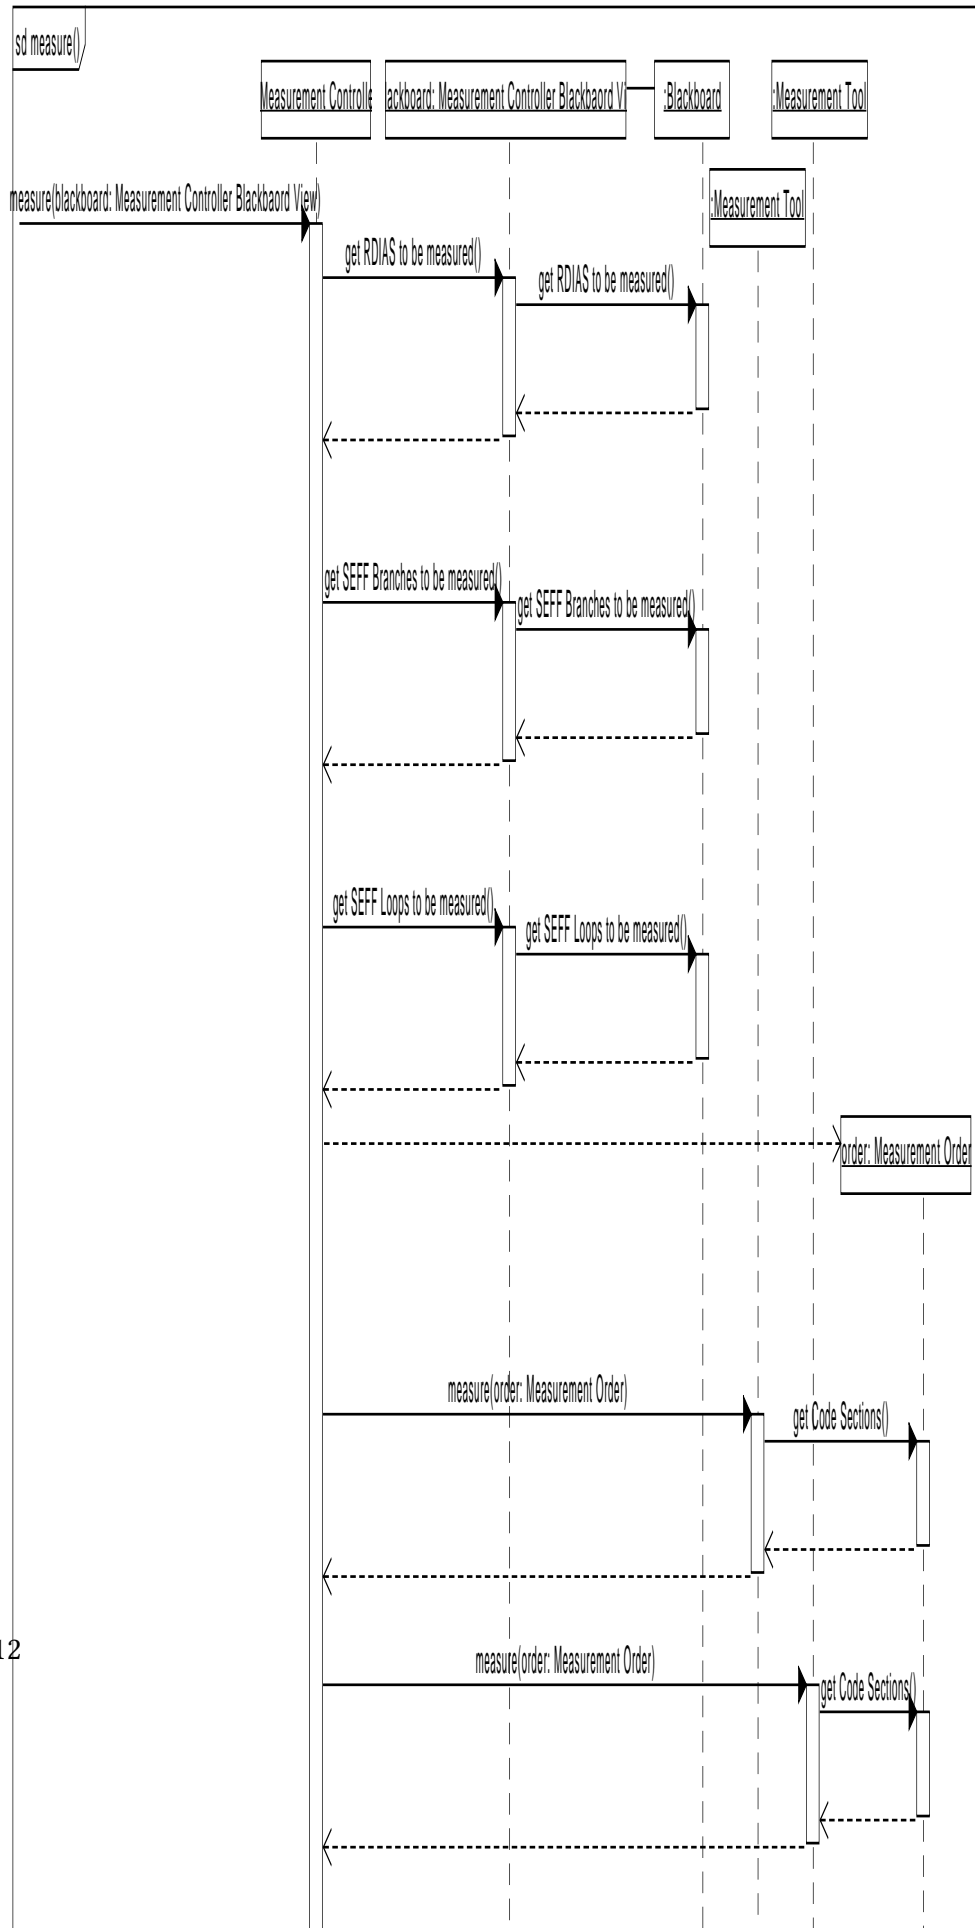 sd measure()
Measurement Controlle
ackboard: Measurement Controller Blackbaord Vi
:Blackboard
:Measurement Tool
:Measurement Tool
measure(blackboard: Measurement Controller Blackbaord View)
get RDIAS to be measured()
get RDIAS to be measured()
get SEFF Branches to be measured()
get SEFF Branches to be measured()
get SEFF Loops to be measured()
get SEFF Loops to be measured()
order: Measurement Order
measure(order: Measurement Order)
get Code Sections()
12
measure(order: Measurement Order)
get Code Sections()